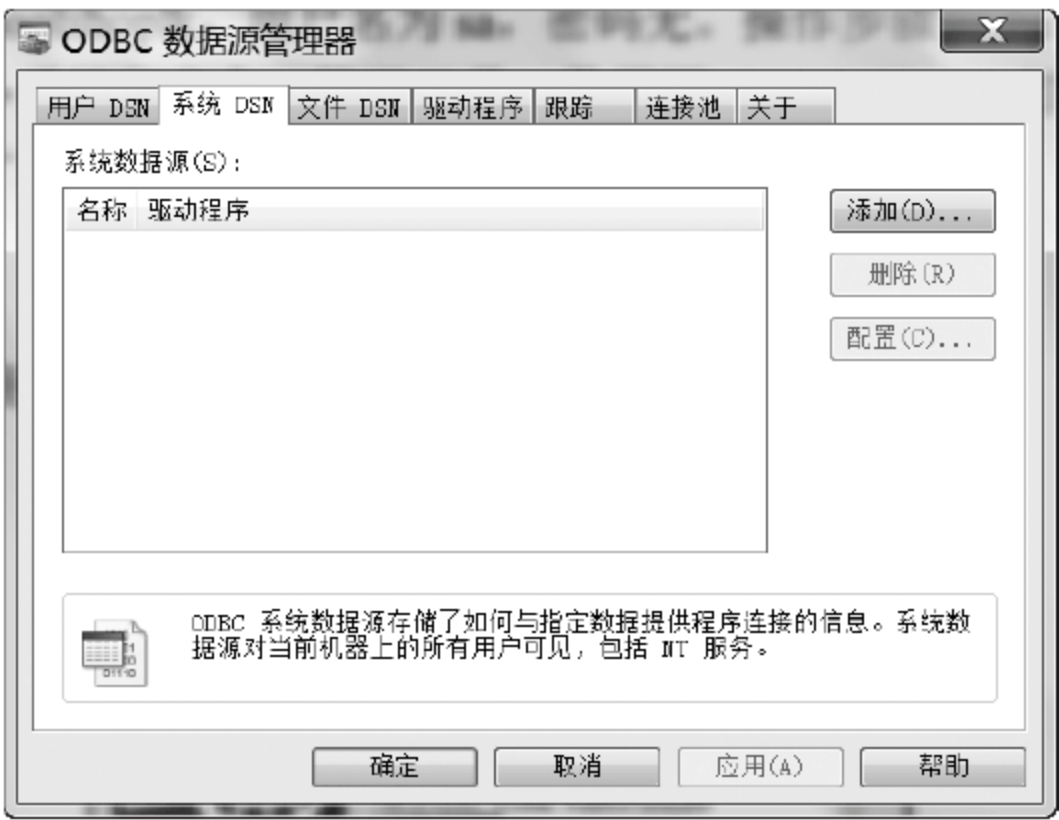 ODBC 数据源管理器
用户 DSN 系统 DSN 文件 DSN 驱动程序 跟踪 连接池 关于
系统数据源(S):
名称 驱动程序
添加(D)...
删除(R)
配置(C)...
ODBC 系统数据源存储了如何与指定数据提供程序连接的信息。系统数
据源对当前机器上的所有用户可见,包括 NT 服务。
确定 取消 应用(A) 帮助